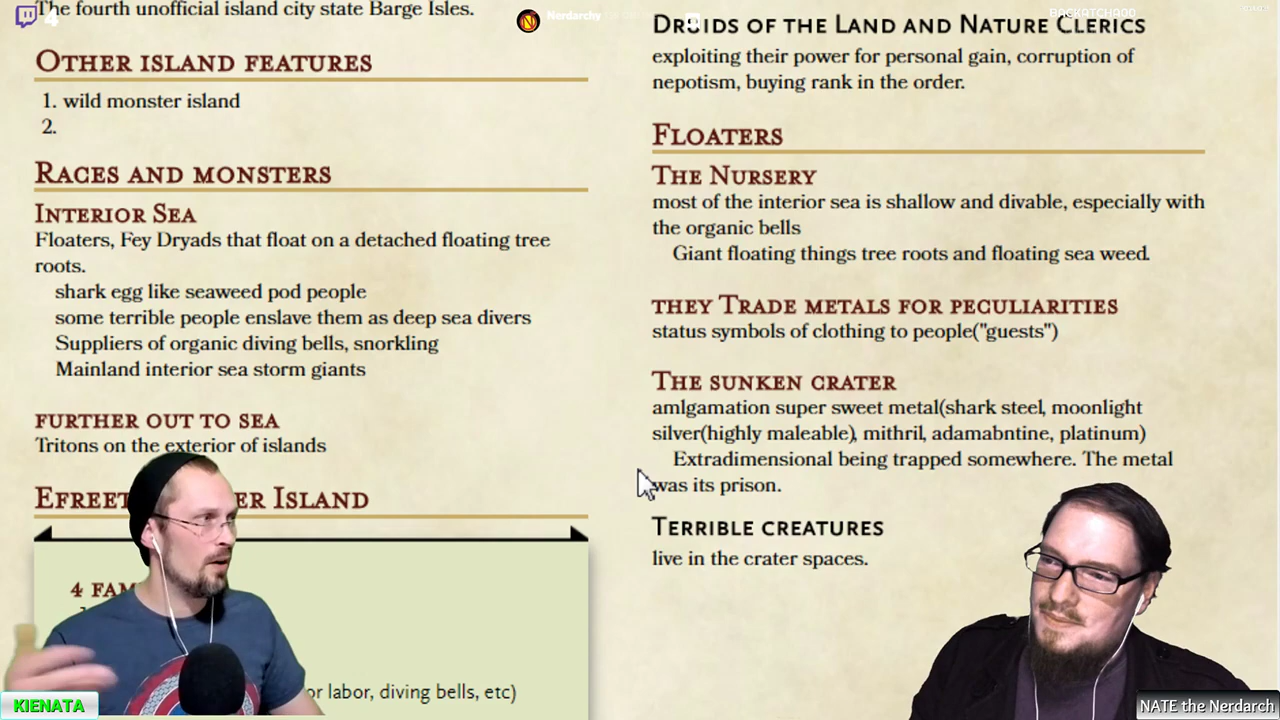 The fourth unofficial island city state Barge Isles.
4
Nerdarchy
OTHER ISLAND FEATURES
1. wild monster island
2.
RACES AND MONSTERS
INTERIOR SEA
Floaters, Fey Dryads that float on a detached floating tree
roots.
shark egg like seaweed pod people
some terrible people enslave them as deep sea divers
Suppliers of organic diving bells, snorkling
Mainland interior sea storm giants
FURTHER OUT TO SEA
Tritons on the exterior of islands
EFREET ER ISLAND
4 FAM
or labor, diving bells, etc)
KIENATA
BACKATCHAOO
DRUIDS OF THE LAND AND NATURE CLERICS
exploiting their power for personal gain, corruption of
nepotism, buying rank in the order.
FLOATERS
THE NURSERY
most of the interior sea is shallow and divable, especially with
the organic bells
Giant floating things tree roots and floating sea weed.
THEY TRADE METALS FOR PECULIARITIES
status symbols of clothing to people("guests")
THE SUNKEN CRATER
amlgamation super sweet metal(shark steel, moonlight
silver(highly maleable), mithril, adamabntine, platinum)
Extradimensional being trapped somewhere. The metal
was its prison.
TERRIBLE CREATURES
live in the crater spaces.
NATE the Nerdarch